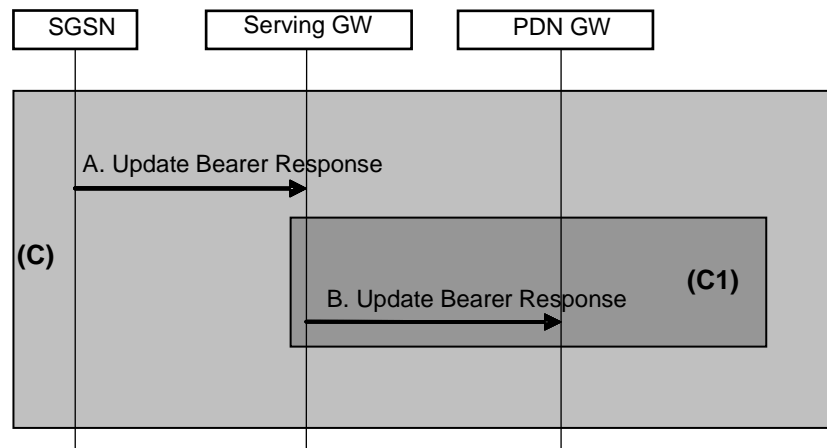 SGSN
Serving GW
PDN GW
A. Update Bearer Response
(C)
(C1)
B. Update Bearer Response